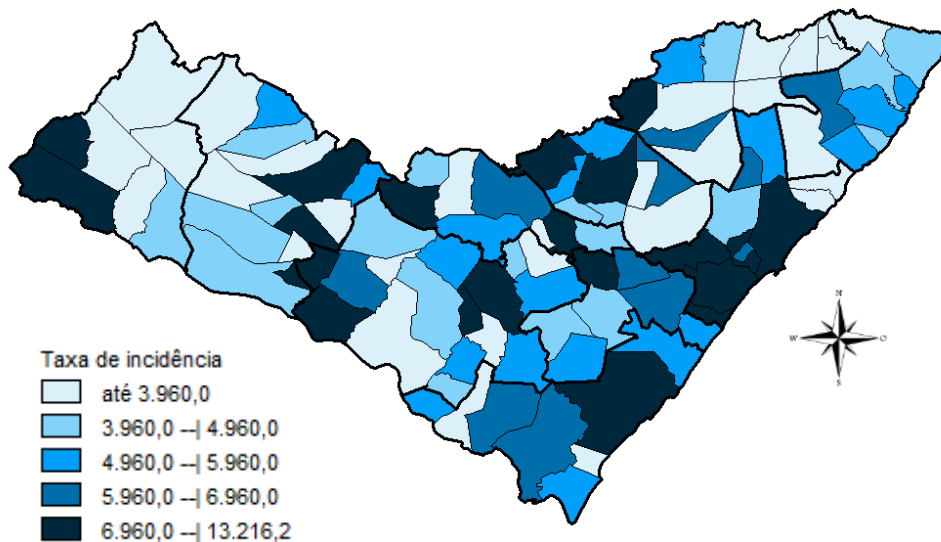 N
W
O
S
Taxa de incidência
até 3.960,0
3.960,0 --| 4.960,0
4.960,0 --| 5.960,0
5.960,0 --| 6.960,0
6.960,0 --| 13.216,2